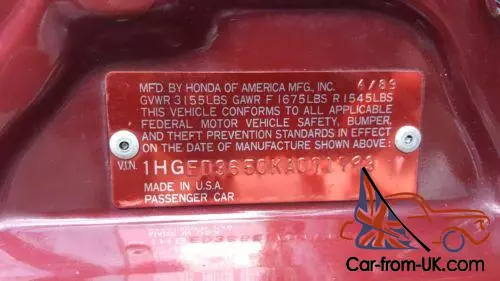 MFD. BY HONDA OF AMERICA MFG., INC. 4/89
GVWR 3155LBS GAWR F 1675LBS R 1545LBS
THIS VEHICLE CONFORMS TO ALL APPLICABLE
FEDERAL MOTOR VEHICLE SAFETY, BUMPER,
AND THEFT PREVENTION STANDARDS IN EFFECT
ON THE DATE OF MANUFACTURE SHOWN ABOVE:
V.I.N.
MADE IN U.S.A.
PASSENGER CAR
Car-from-UK.com